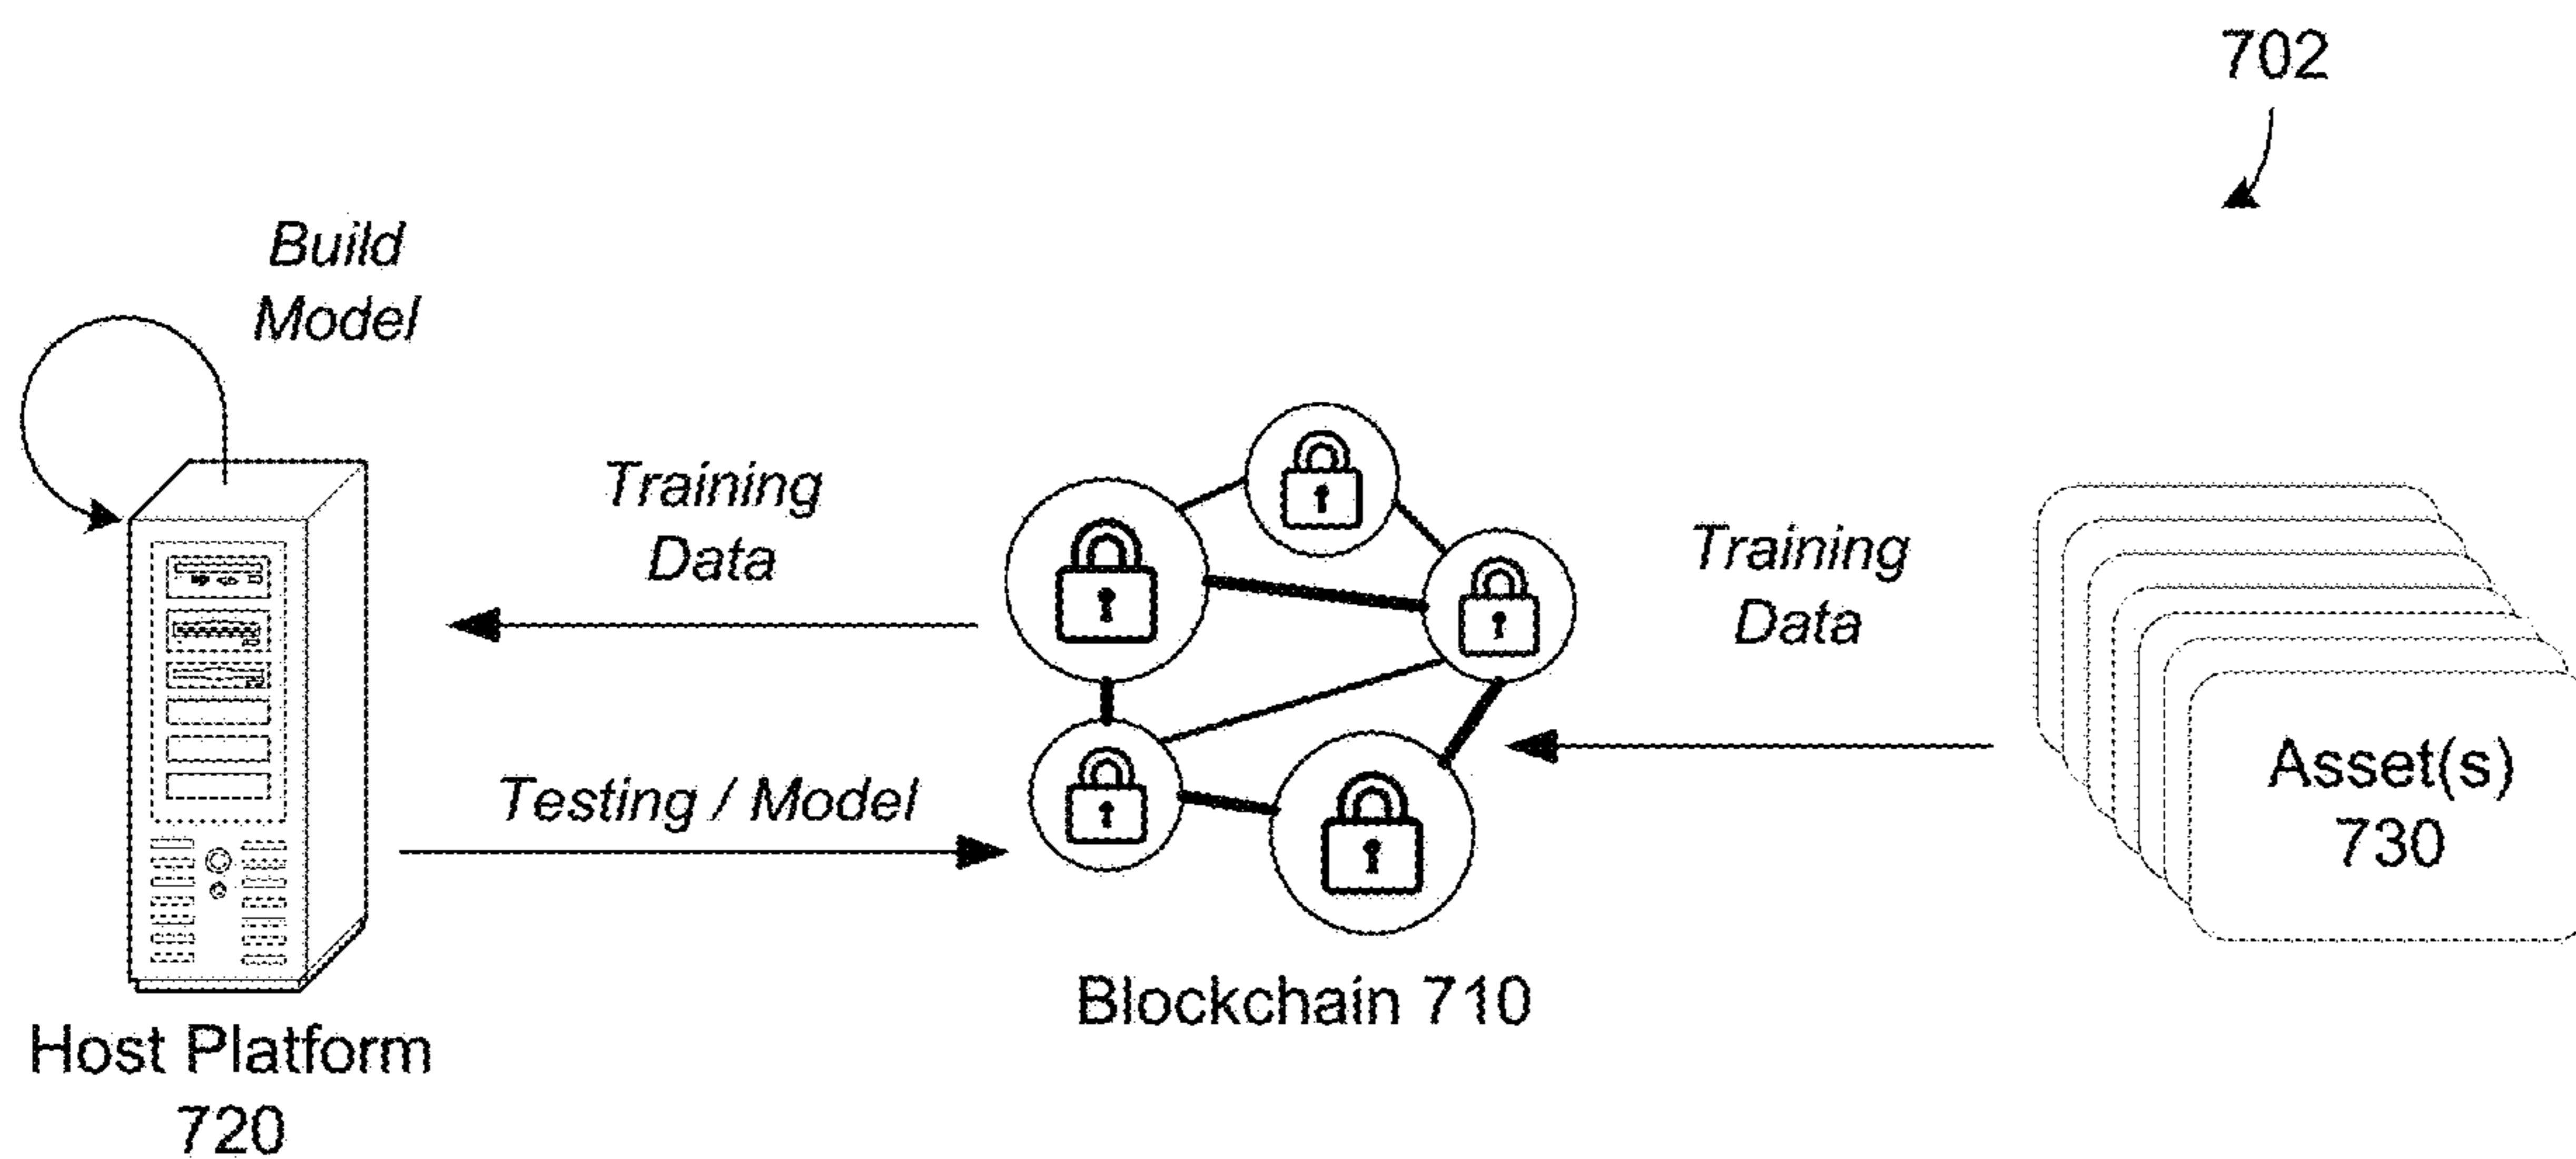 702
Build
Model
Training
Data
Training
Data
Testing / Model
Asset(s)
730
Blockchain 710
Host Platform
720